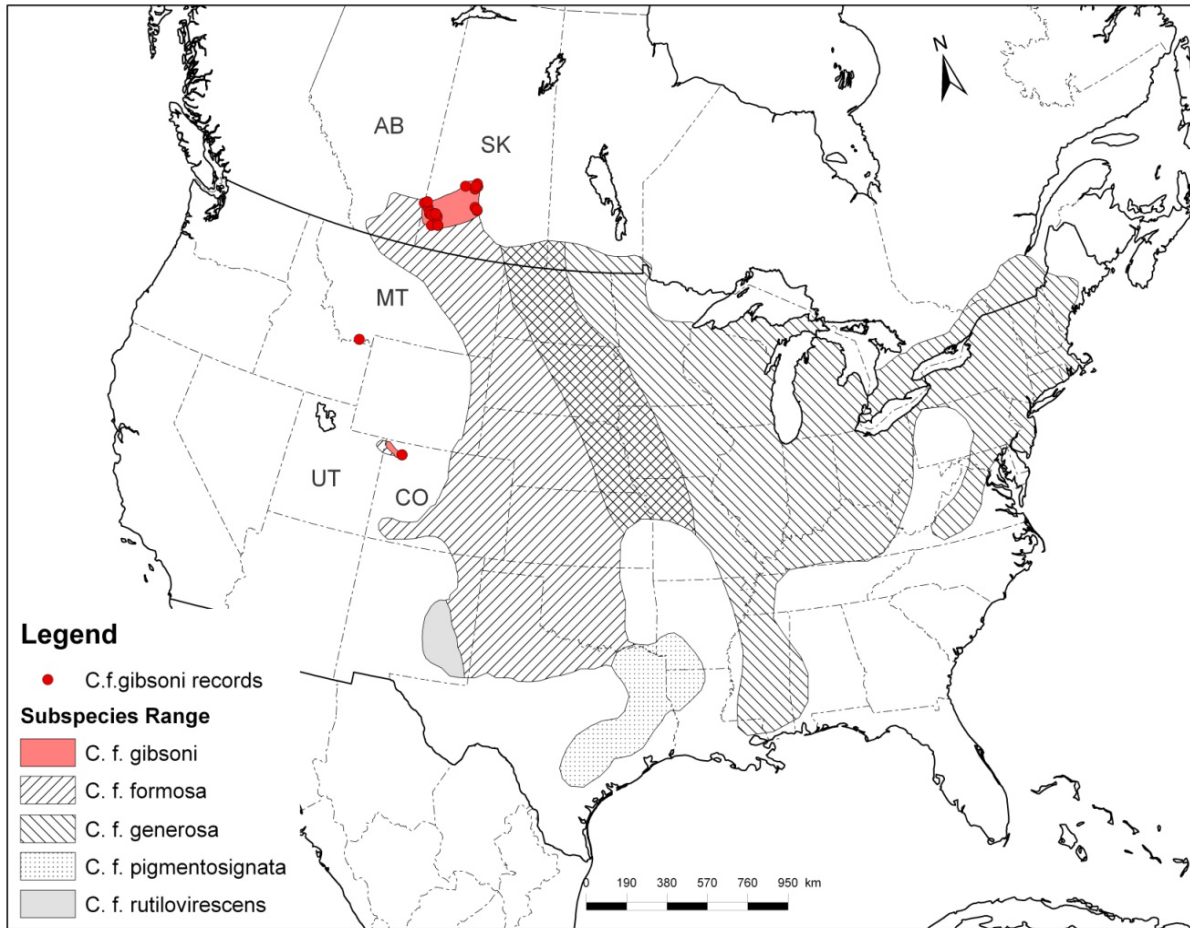 N
AB
SK
MT
UT
CO
Legend
C.f.gibsoni records
Subspecies Range
C. f. gibsoni
C. f. formosa
C. f. generosa
C. f. pigmentosignata
C. f. rutilovirescens
0 190 380 570 760 950 km